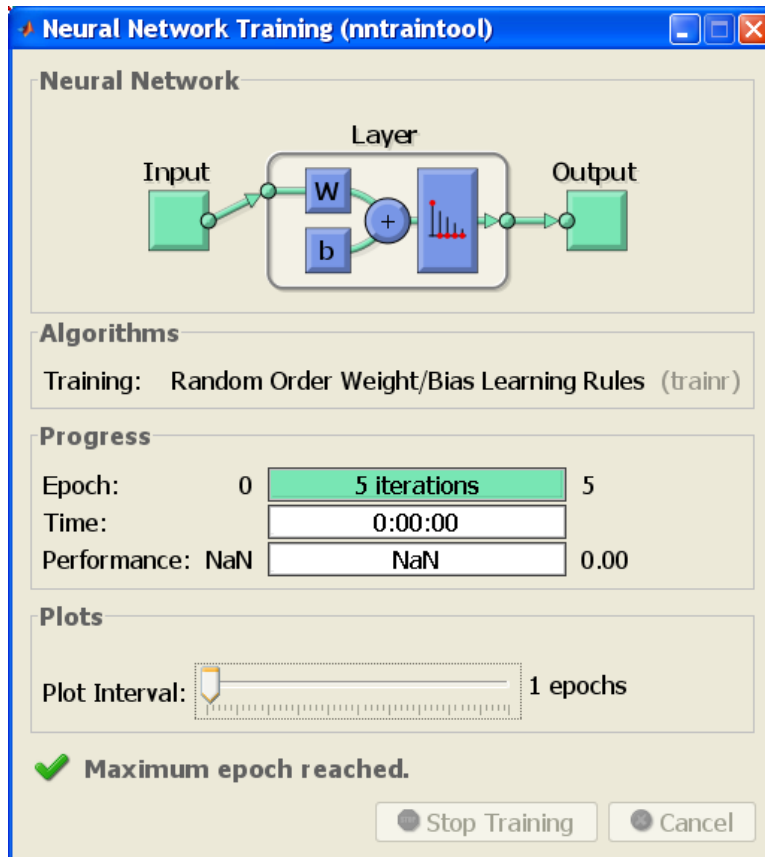 Neural Network Training (nntraintool)
Neural Network
Layer
Input
Output
W
b
+
Algorithms
Training: Random Order Weight/Bias Learning Rules (trainr)
Progress
Epoch: 0 5 iterations 5
Time: 0:00:00
Performance: NaN NaN 0.00
Plots
Plot Interval: 1 epochs
Maximum epoch reached.
Stop Training Cancel